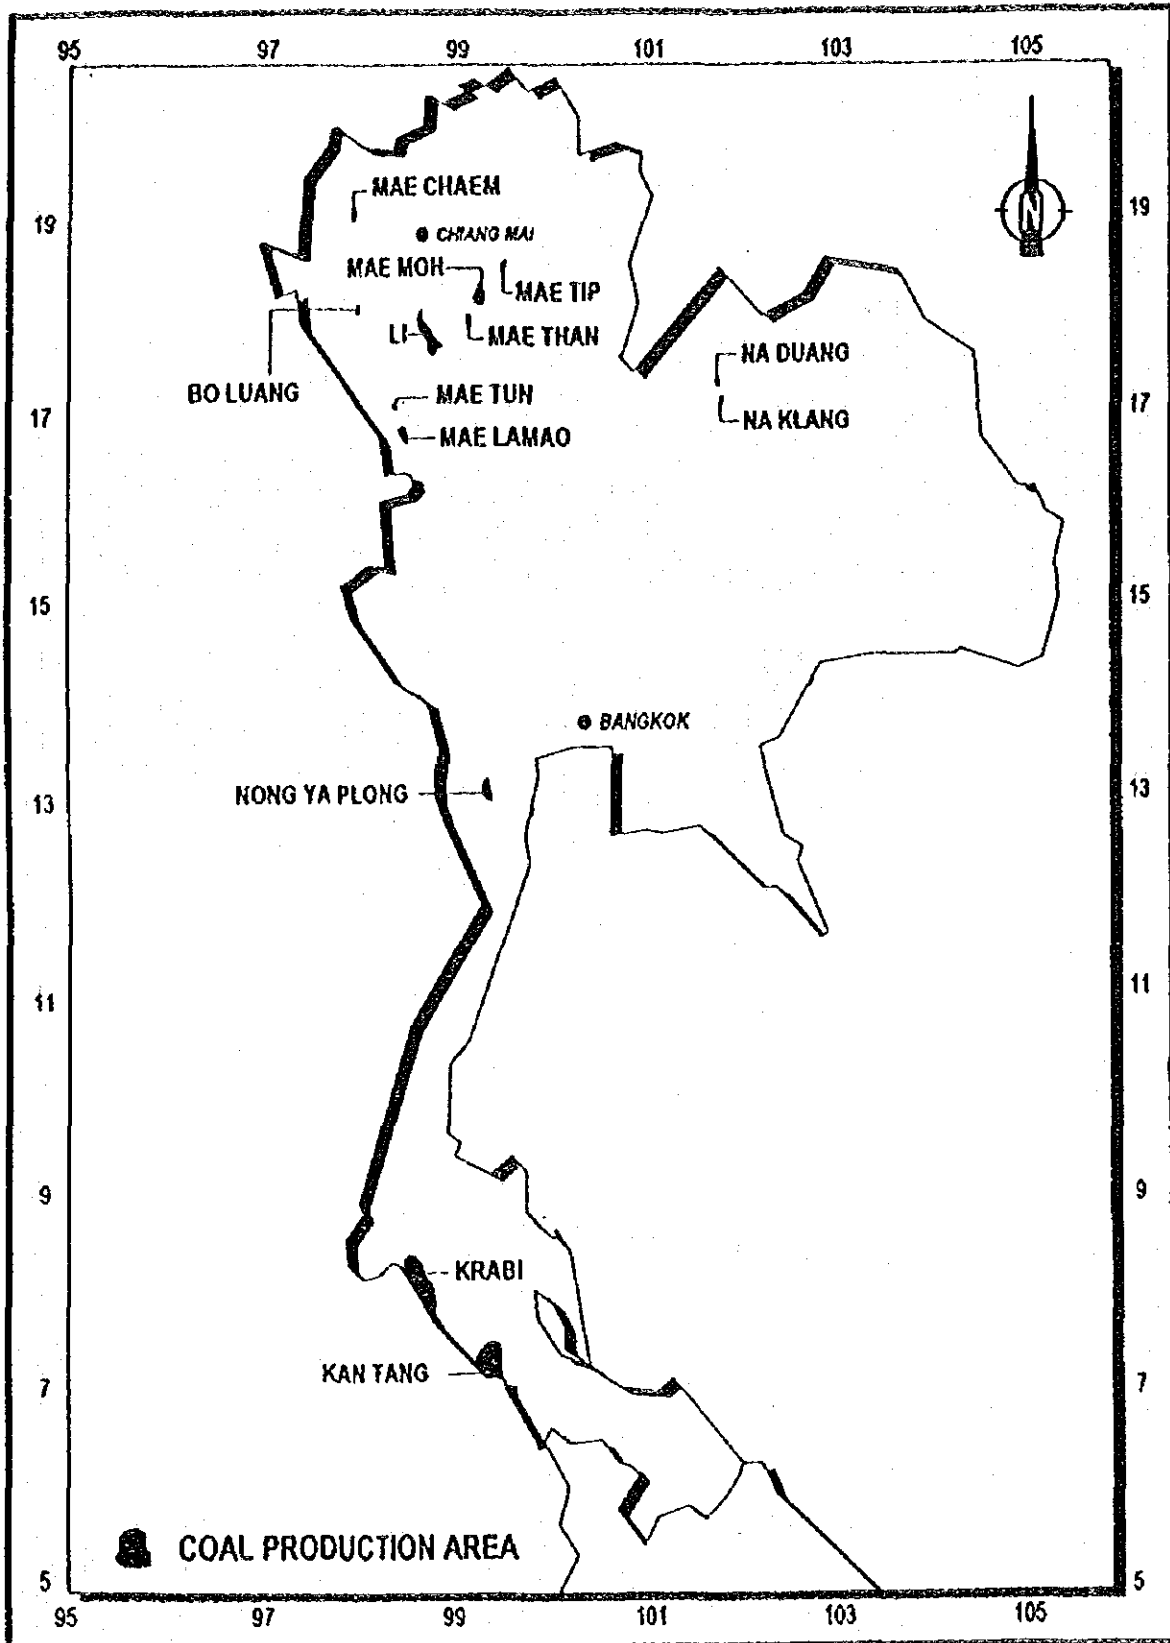 95 97 99 101 103 105
MAE CHAEM
19 19
CHIANG MAI
MAE MOH
MAE TIP
LI
MAE THAN
NA DUANG
BO LUANG
MAE TUN
17 NA KLANG 17
MAE LAMAO
15 15
BANGKOK
NONG YA PLONG
13 13
11 11
9 9
KRABI
KAN TANG
7 7
COAL PRODUCTION AREA
5 5
95 97 99 101 103 105
N